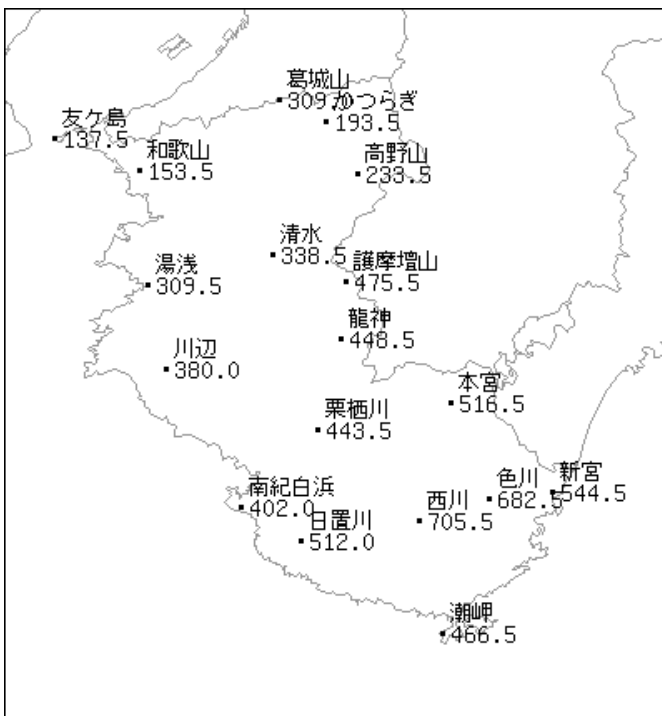 葛城山
309.0
かつらぎ
193.5
友ケ島
137.5
和歌山
153.5
高野山
233.5
清水
338.5
護摩壇山
475.5
湯浅
309.5
龍神
448.5
川辺
380.0
本宮
516.5
栗栖川
443.5
南紀白浜
402.0
日置川
512.0
西川
705.5
色川
682.5
新宮
544.5
潮岬
466.5